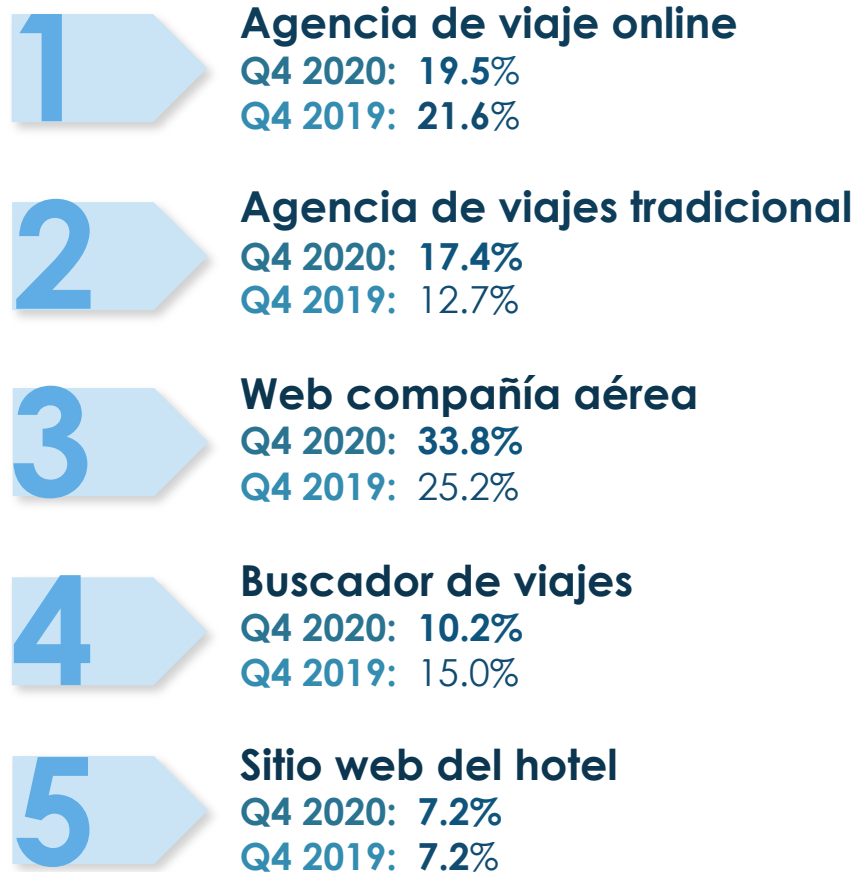 1
Agencia de viaje online
Q4 2020: 19.5%
Q4 2019: 21.6%
2
Agencia de viajes tradicional
Q4 2020: 17.4%
Q4 2019: 12.7%
3
Web compañía aérea
Q4 2020: 33.8%
Q4 2019: 25.2%
4
Buscador de viajes
Q4 2020: 10.2%
Q4 2019: 15.0%
5
Sitio web del hotel
Q4 2020: 7.2%
Q4 2019: 7.2%